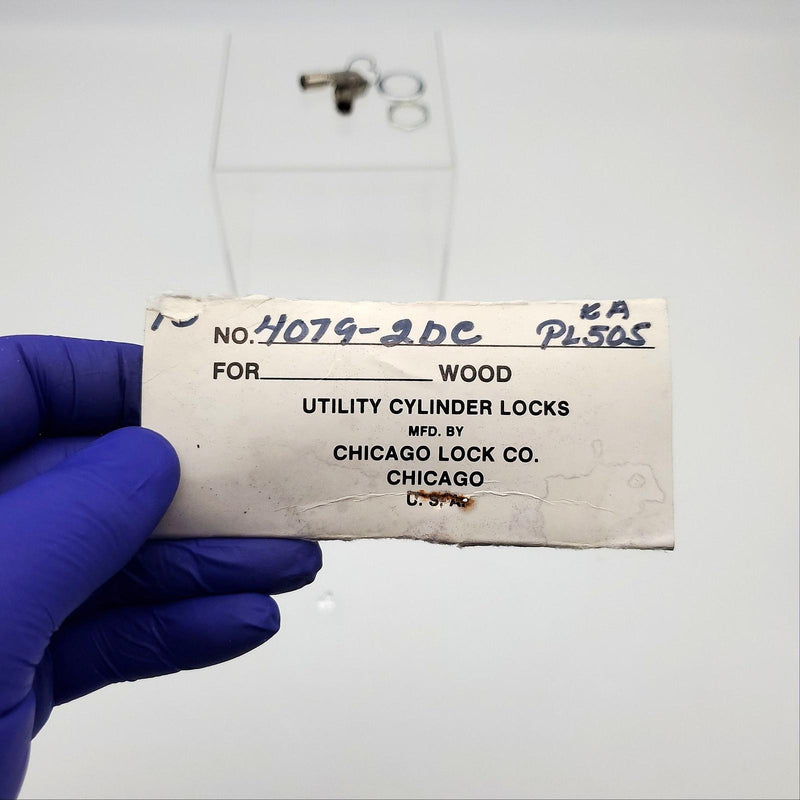 KA
NO. 4079-2DC PL505
FOR WOOD
UTILITY CYLINDER LOCKS
MFD. BY
CHICAGO LOCK CO.
CHICAGO
U. S. A.